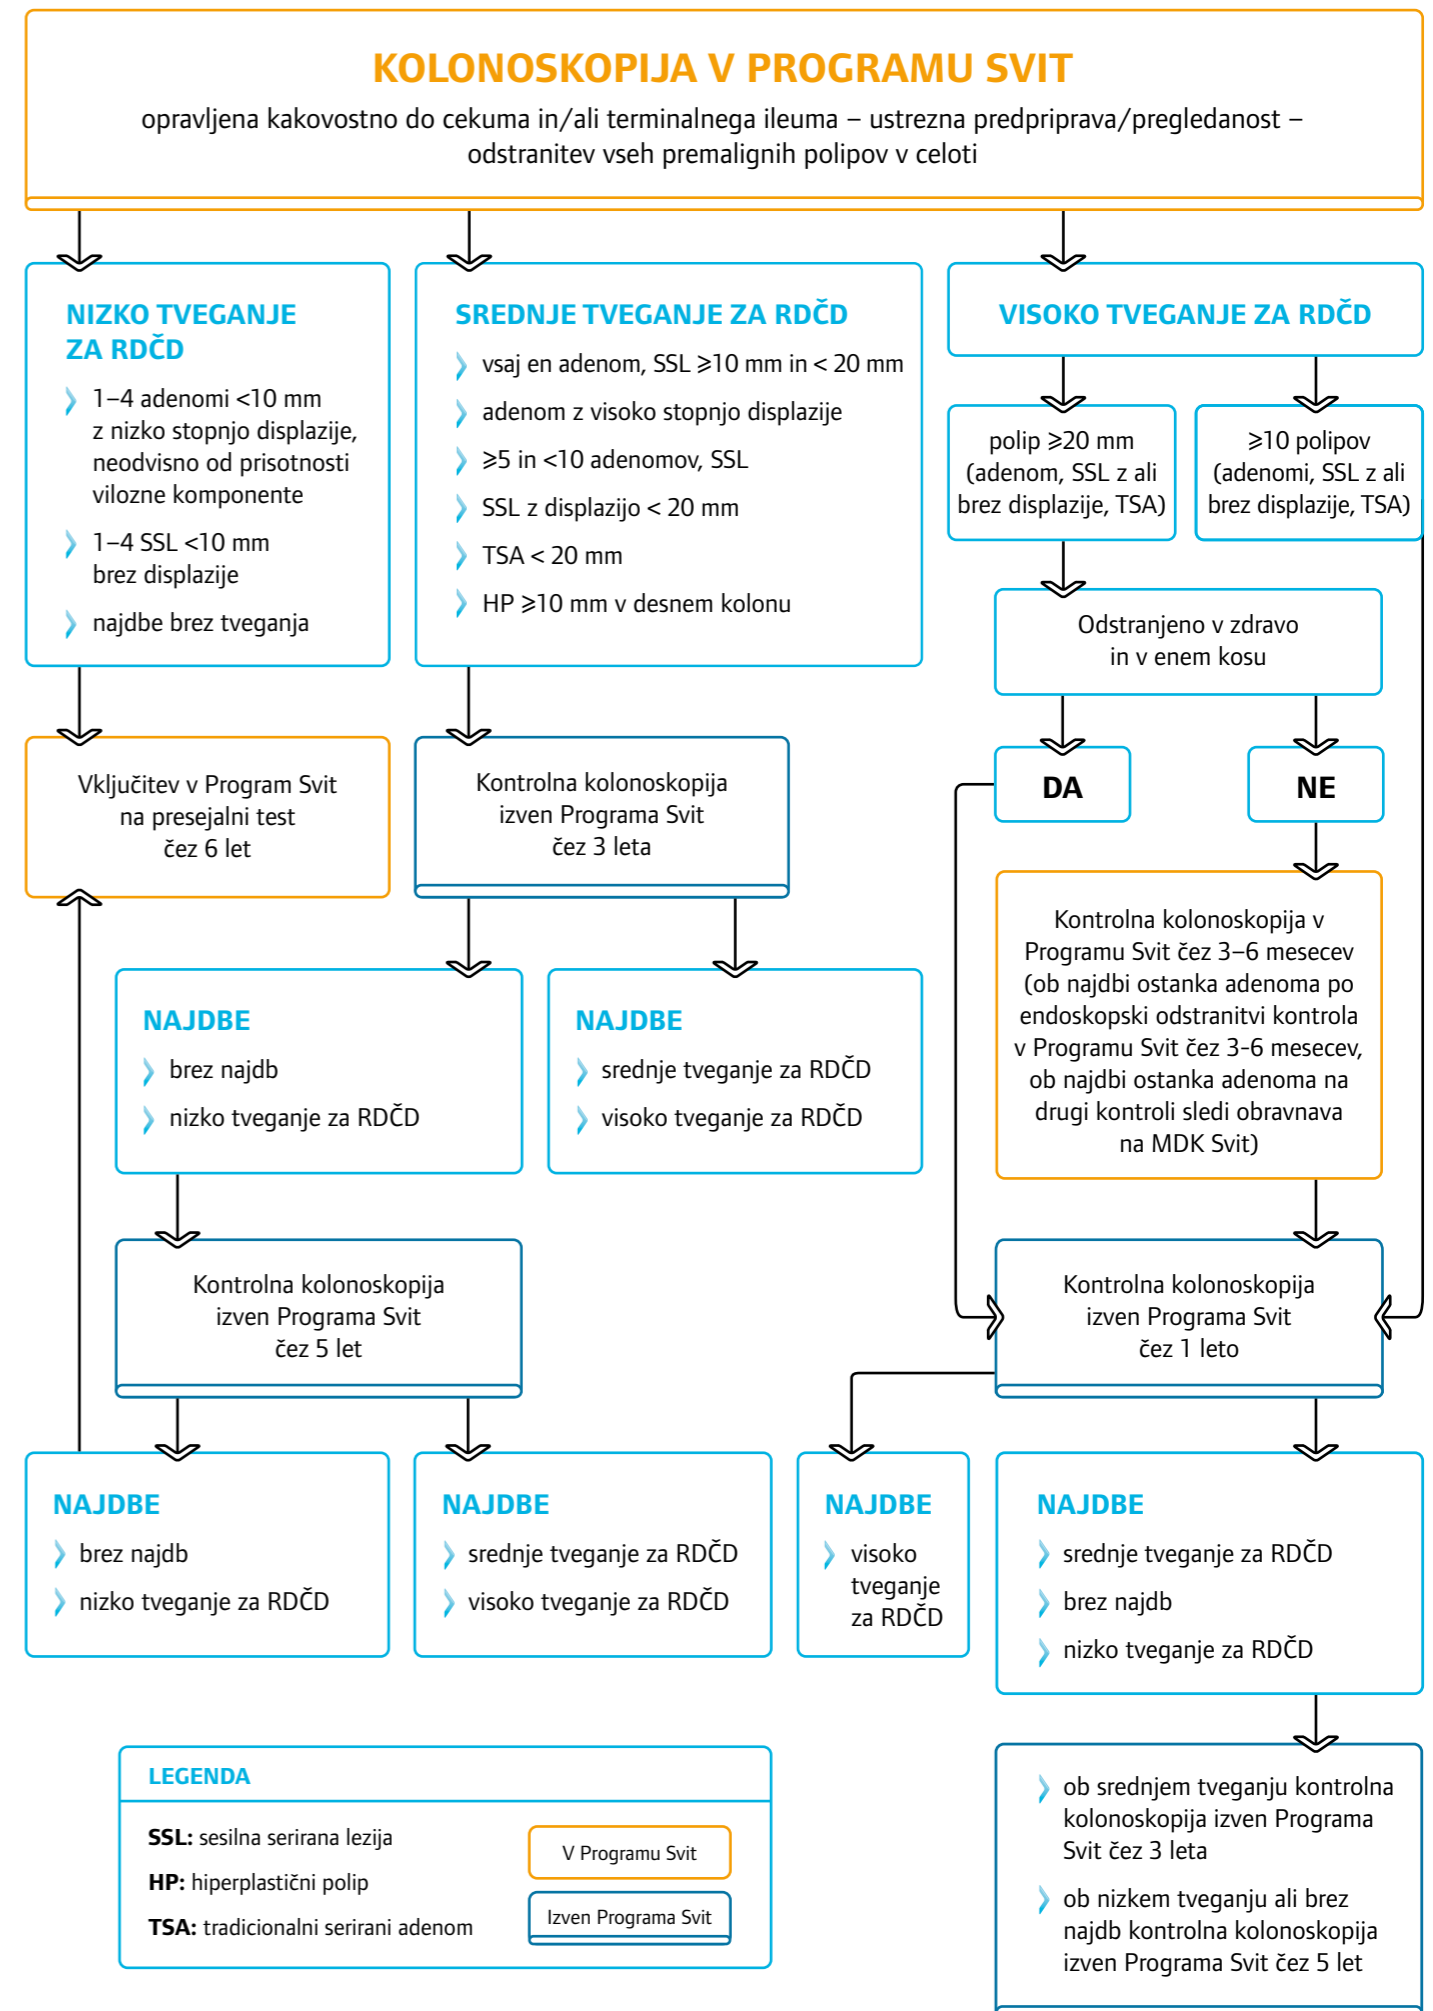 KOLONOSKOPIJA V PROGRAMU SVIT
opravljena kakovostno do cekuma in/ali terminalnega ileuma – ustrezna predpriprava/pregledanost –
odstranitev vseh premalignih polipov v celoti
NIZKO TVEGANJE
ZA RDČD
1–4 adenomi <10 mm
z nizko stopnjo displazije,
neodvisno od prisotnosti
vilozne komponente
1–4 SSL <10 mm
brez displazije
najdbe brez tveganja
SREDNJE TVEGANJE ZA RDČD
vsaj en adenom, SSL ⩾10 mm in < 20 mm
adenom z visoko stopnjo displazije
⩾5 in <10 adenomov, SSL
SSL z displazijo < 20 mm
TSA < 20 mm
HP ⩾10 mm v desnem kolonu
VISOKO TVEGANJE ZA RDČD
polip ⩾20 mm
(adenom, SSL z ali
brez displazije, TSA)
⩾10 polipov
(adenomi, SSL z ali
brez displazije, TSA)
Odstranjeno v zdravo
in v enem kosu
DA
NE
Vključitev v Program Svit
na presejalni test
čez 6 let
Kontrolna kolonoskopija
izven Programa Svit
čez 3 leta
Kontrolna kolonoskopija v
Programu Svit čez 3–6 mesecev
(ob najdbi ostanka adenoma po
endoskopski odstranitvi kontrola
v Programu Svit čez 3-6 mesecev,
ob najdbi ostanka adenoma na
drugi kontroli sledi obravnava
na MDK Svit)
NAJDBE
brez najdb
nizko tveganje za RDČD
NAJDBE
srednje tveganje za RDČD
visoko tveganje za RDČD
Kontrolna kolonoskopija
izven Programa Svit
čez 5 let
Kontrolna kolonoskopija
izven Programa Svit
čez 1 leto
NAJDBE
brez najdb
nizko tveganje za RDČD
NAJDBE
srednje tveganje za RDČD
visoko tveganje za RDČD
NAJDBE
visoko
tveganje
za RDČD
NAJDBE
srednje tveganje za RDČD
brez najdb
nizko tveganje za RDČD
ob srednjem tveganju kontrolna
kolonoskopija izven Programa
Svit čez 3 leta
ob nizkem tveganju ali brez
najdb kontrolna kolonoskopija
izven Programa Svit čez 5 let
LEGENDA
SSL: sesilna serirana lezija
HP: hiperplastični polip
TSA: tradicionalni serirani adenom
V Programu Svit
Izven Programa Svit